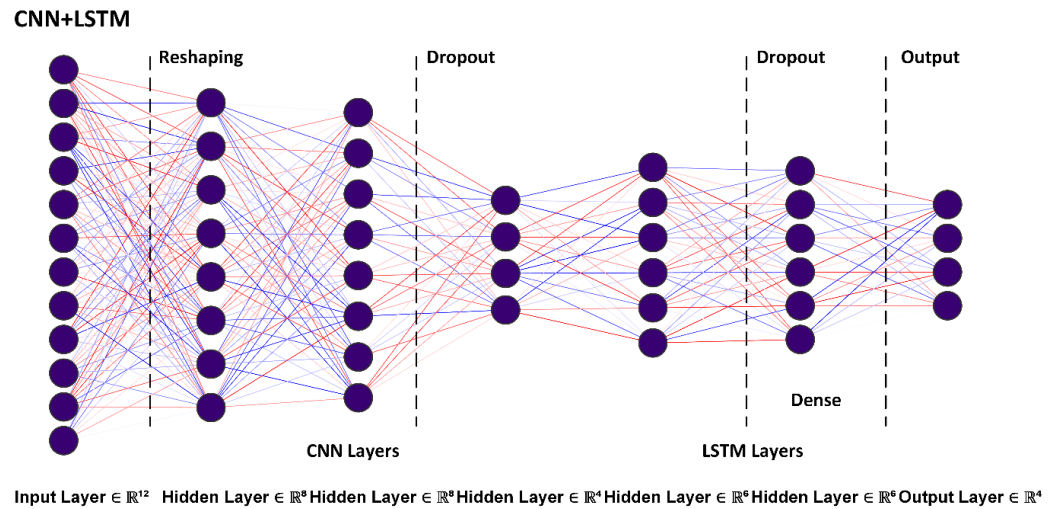 CNN+LSTM
Reshaping
Dropout
Dropout
Output
Dense
CNN Layers
LSTM Layers
Input Layer ∈ ℝ¹² Hidden Layer ∈ ℝ⁸ Hidden Layer ∈ ℝ⁸ Hidden Layer ∈ ℝ⁴ Hidden Layer ∈ ℝ⁶ Hidden Layer ∈ ℝ⁶ Output Layer ∈ ℝ⁴